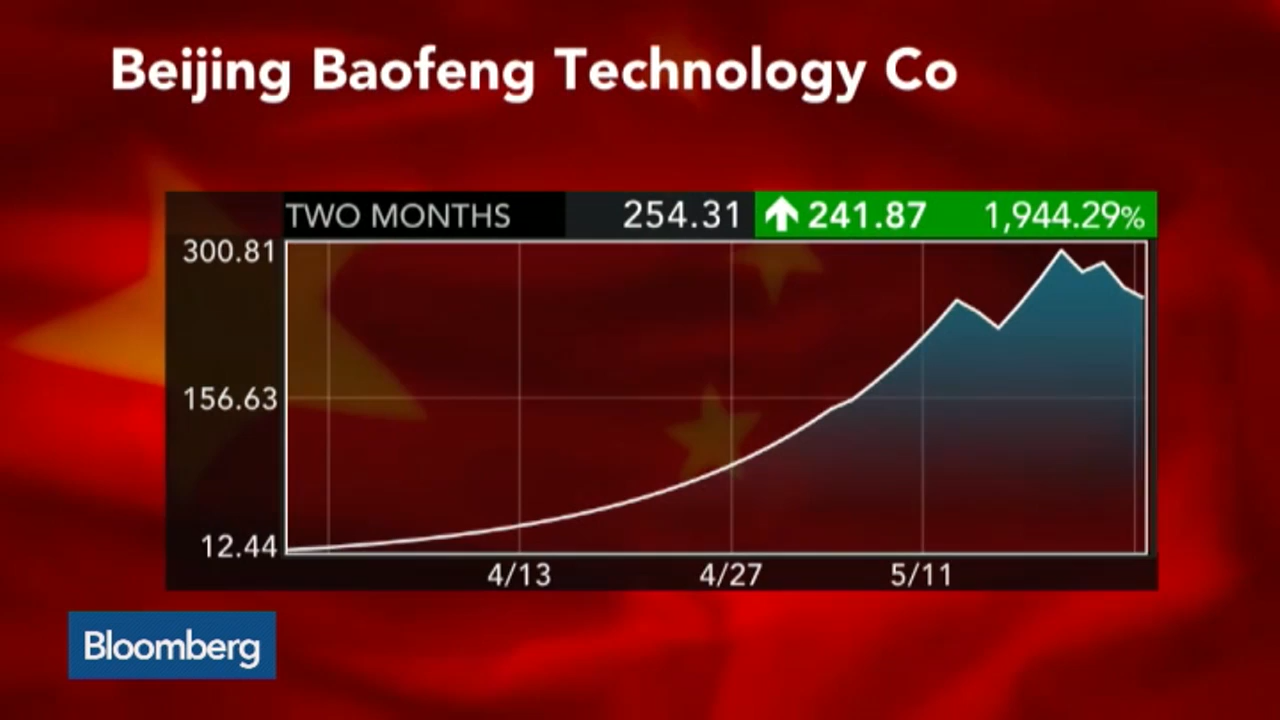 Beijing Baofeng Technology Co
TWO MONTHS 254.31 241.87 1,944.29%
300.81
156.63
12.44
4/13 4/27 5/11
Bloomberg